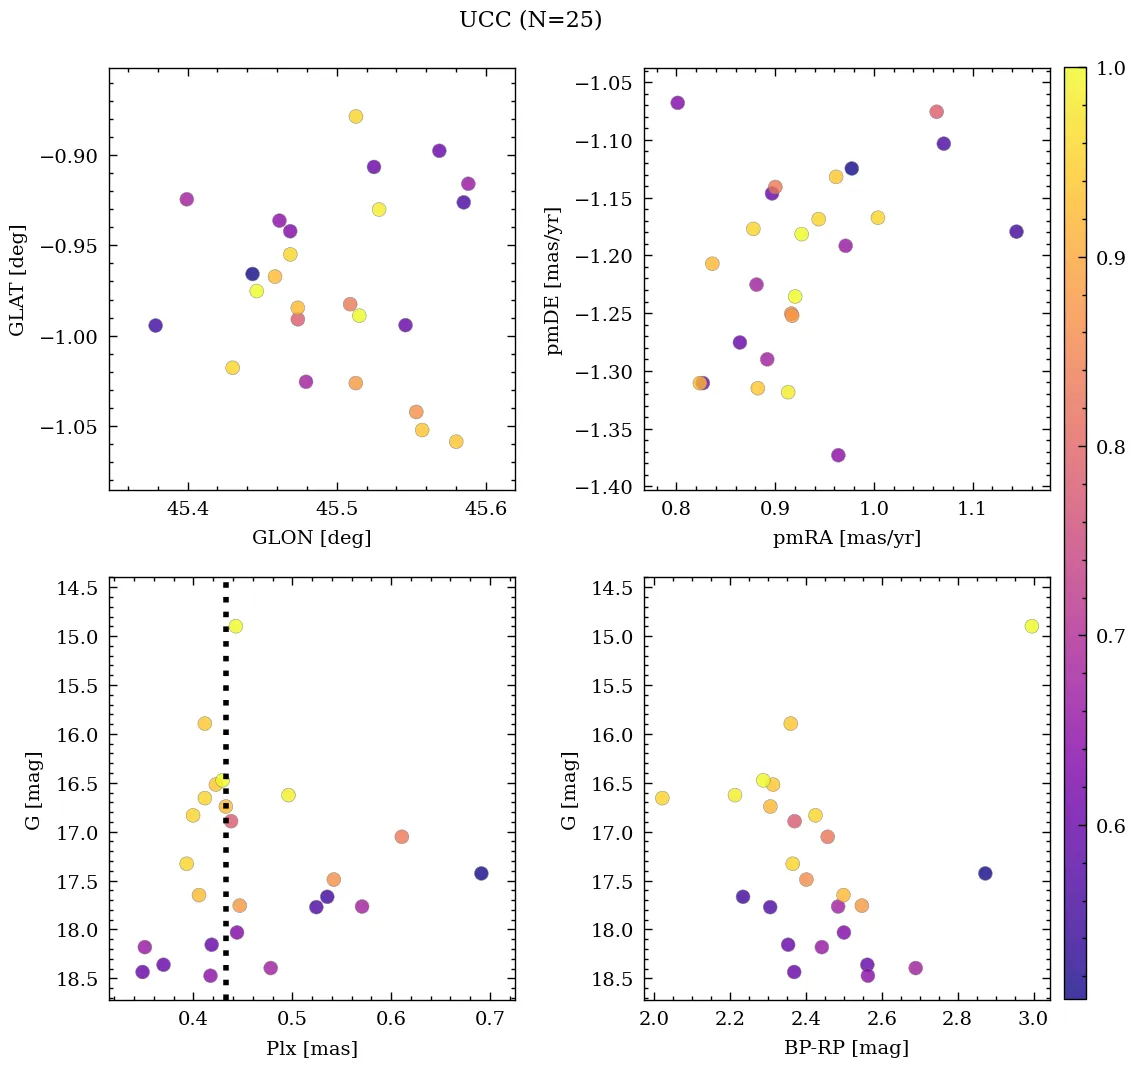 UCC (N=25)
−0.90
−0.95
−1.00
−1.05
GLAT [deg]
45.4 45.5 45.6
GLON [deg]
−1.05
−1.10
−1.15
−1.20
−1.25
−1.30
−1.35
−1.40
pmDE [mas/yr]
0.8 0.9 1.0 1.1
pmRA [mas/yr]
1.0
0.9
0.8
0.7
0.6
14.5
15.0
15.5
16.0
16.5
17.0
17.5
18.0
18.5
G [mag]
0.4 0.5 0.6 0.7
Plx [mas]
14.5
15.0
15.5
16.0
16.5
17.0
17.5
18.0
18.5
G [mag]
2.0 2.2 2.4 2.6 2.8 3.0
BP-RP [mag]